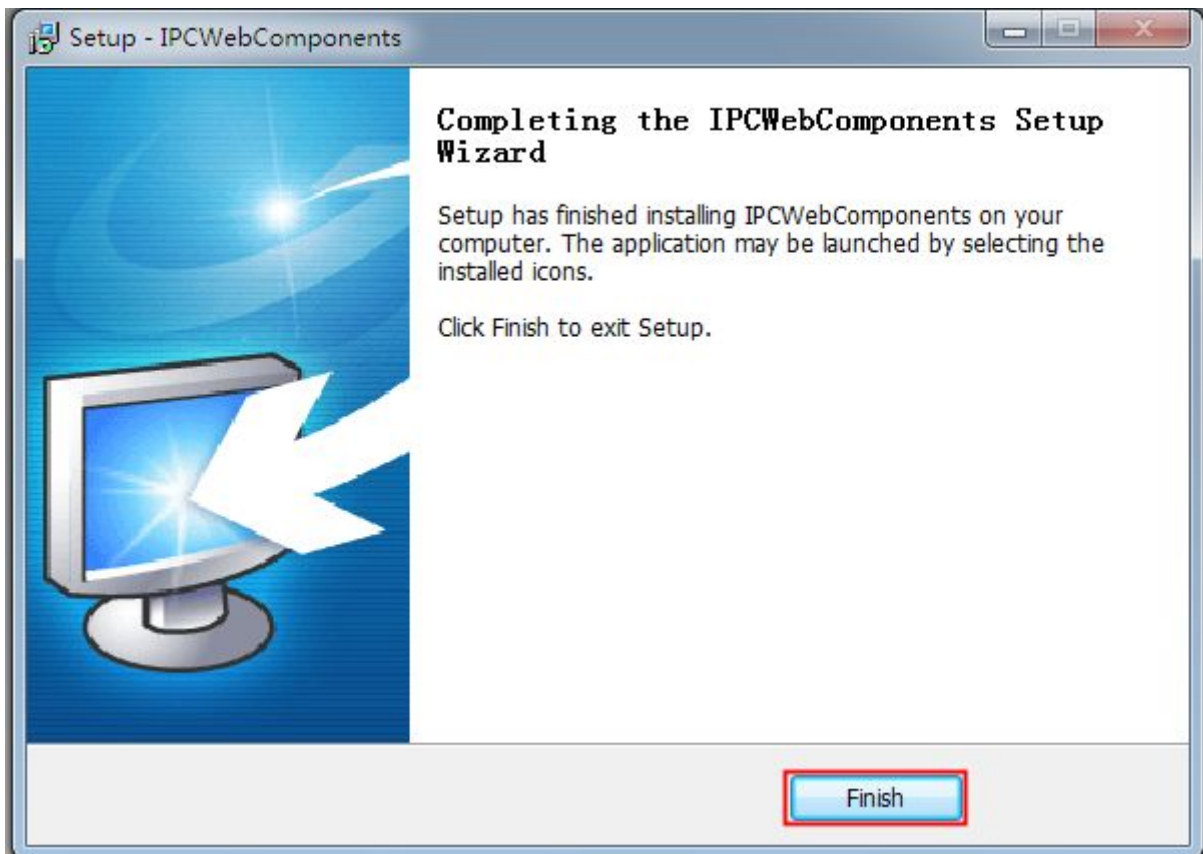 Setup - IPCWebComponents
Completing the IPCWebComponents Setup
Wizard
Setup has finished installing IPCWebComponents on your
computer. The application may be launched by selecting the
installed icons.
Click Finish to exit Setup.
Finish